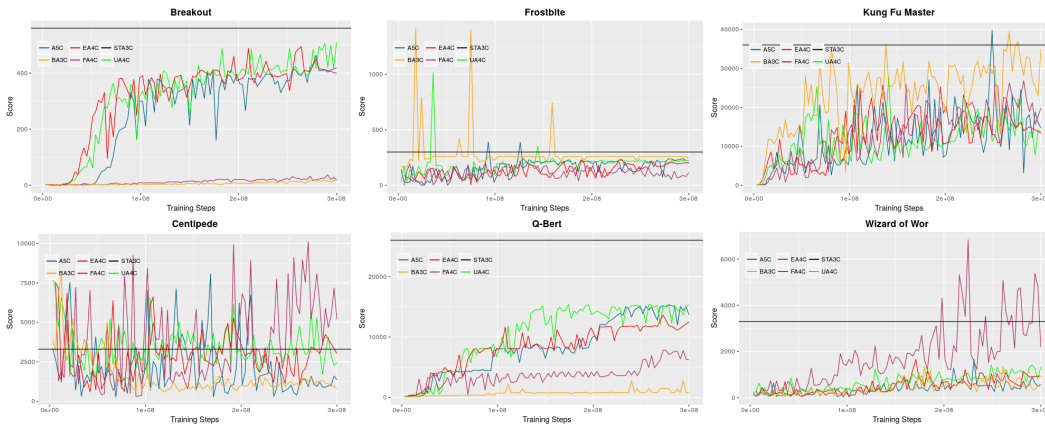 Breakout
Score
400
200
0
A5C EA4C STA3C
BA3C FA4C UA4C
0e+00 1e+08 2e+08 3e+08
Training Steps
Frostbite
Score
1000
500
0
A5C EA4C STA3C
BA3C FA4C UA4C
0e+00 1e+08 2e+08 3e+08
Training Steps
Kung Fu Master
Score
40000
30000
20000
10000
0
A5C EA4C STA3C
BA3C FA4C UA4C
0e+00 1e+08 2e+08 3e+08
Training Steps
Centipede
Score
10000
7500
5000
2500
0
A5C EA4C STA3C
BA3C FA4C UA4C
0e+00 1e+08 2e+08 3e+08
Training Steps
Q-Bert
Score
20000
10000
0
A5C EA4C STA3C
BA3C FA4C UA4C
0e+00 1e+08 2e+08 3e+08
Training Steps
Wizard of Wor
Score
6000
4000
2000
0
A5C EA4C STA3C
BA3C FA4C UA4C
0e+00 1e+08 2e+08 3e+08
Training Steps